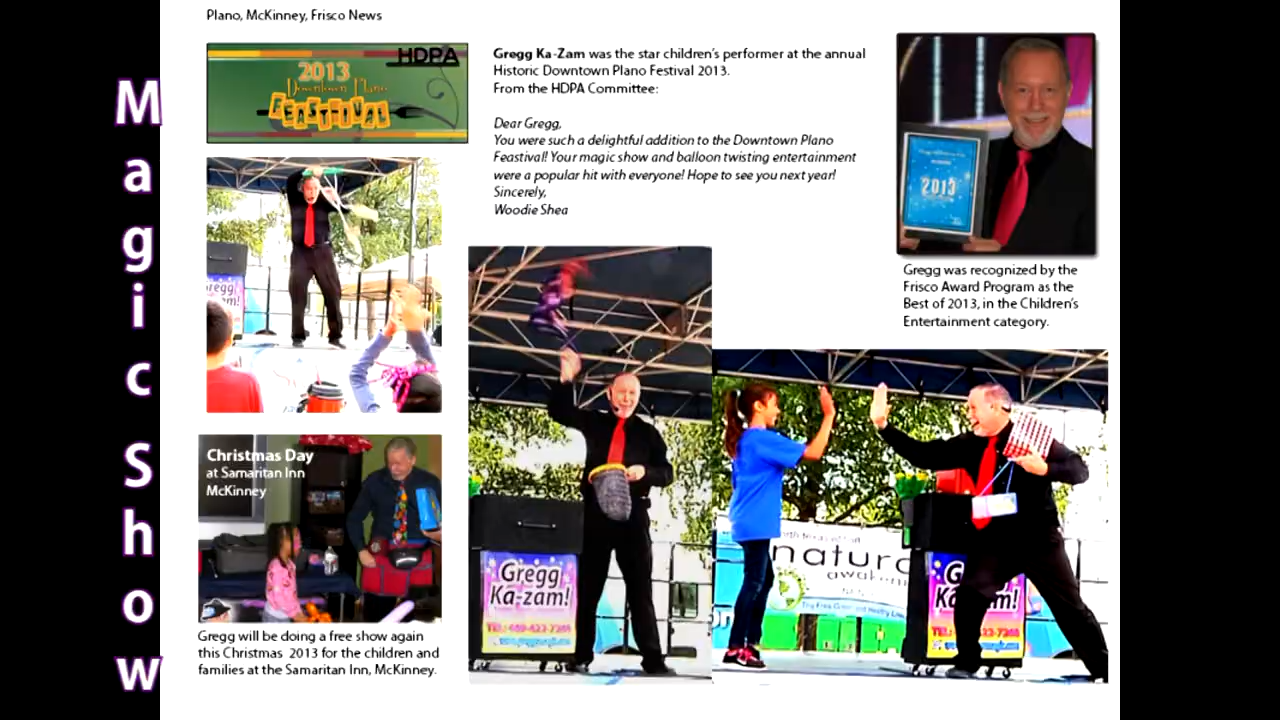 Magic Show
Plano, McKinney, Frisco News
HDPA
2013
Downtown Plano
FEASTIVAL
Gregg Ka-Zam was the star children's performer at the annual
Historic Downtown Plano Festival 2013.
From the HDPA Committee:
Dear Gregg,
You were such a delightful addition to the Downtown Plano
Feastival! Your magic show and balloon twisting entertainment
were a popular hit with everyone! Hope to see you next year!
Sincerely,
Woodie Shea
2013
Gregg was recognized by the
Frisco Award Program as the
Best of 2013, in the Children's
Entertainment category.
Christmas Day
at Samaritan Inn
McKinney
Gregg will be doing a free show again
this Christmas 2013 for the children and
families at the Samaritan Inn, McKinney.
Gregg
Ka-zam!
natura
awaken
Ka-zam!